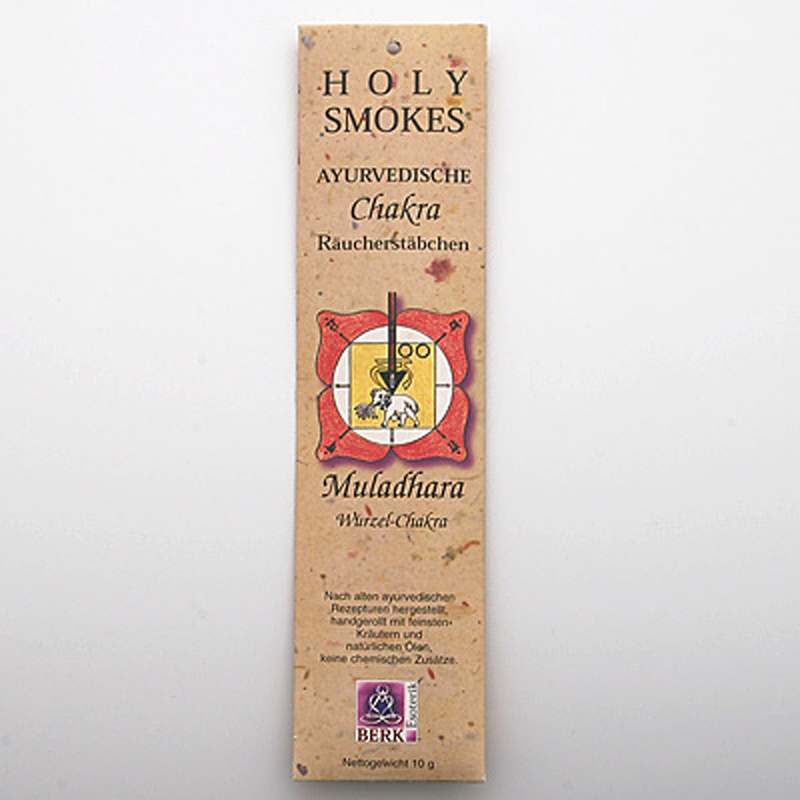 HOLY
SMOKES
AYURVEDISCHE
Chakra
Räucherstäbchen
Muladhara
Wurzel-Chakra
Nach alten ayurvedischen
Rezepturen hergestellt,
handgerollt mit feinsten
Kräutern und
natürlichen Ölen,
keine chemischen Zusätze.
Esoterik
BERK
Nettogewicht 10 g